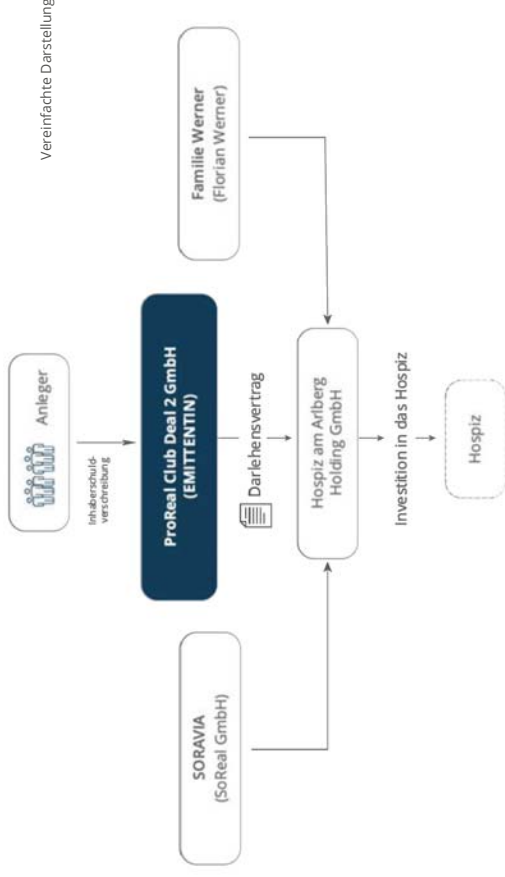 Vereinfachte Darstellung
Anleger
Inhaberschuld-
verschreibung
ProReal Club Deal 2 GmbH
(EMITTENTIN)
SORAVIA
(SoReal GmbH)
Familie Werner
(Florian Werner)
Darlehensvertrag
Hospiz am Arlberg
Holding GmbH
Investition in das Hospiz
Hospiz